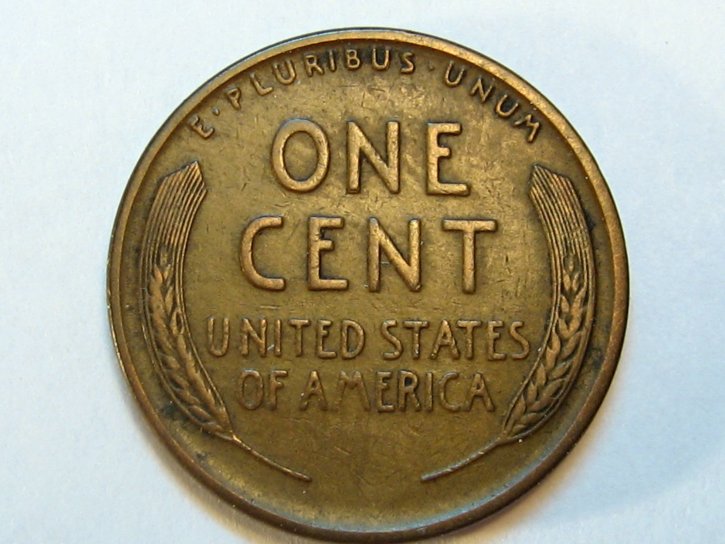 E · PLURIBUS · UNUM
ONE
CENT
UNITED STATES
OF AMERICA